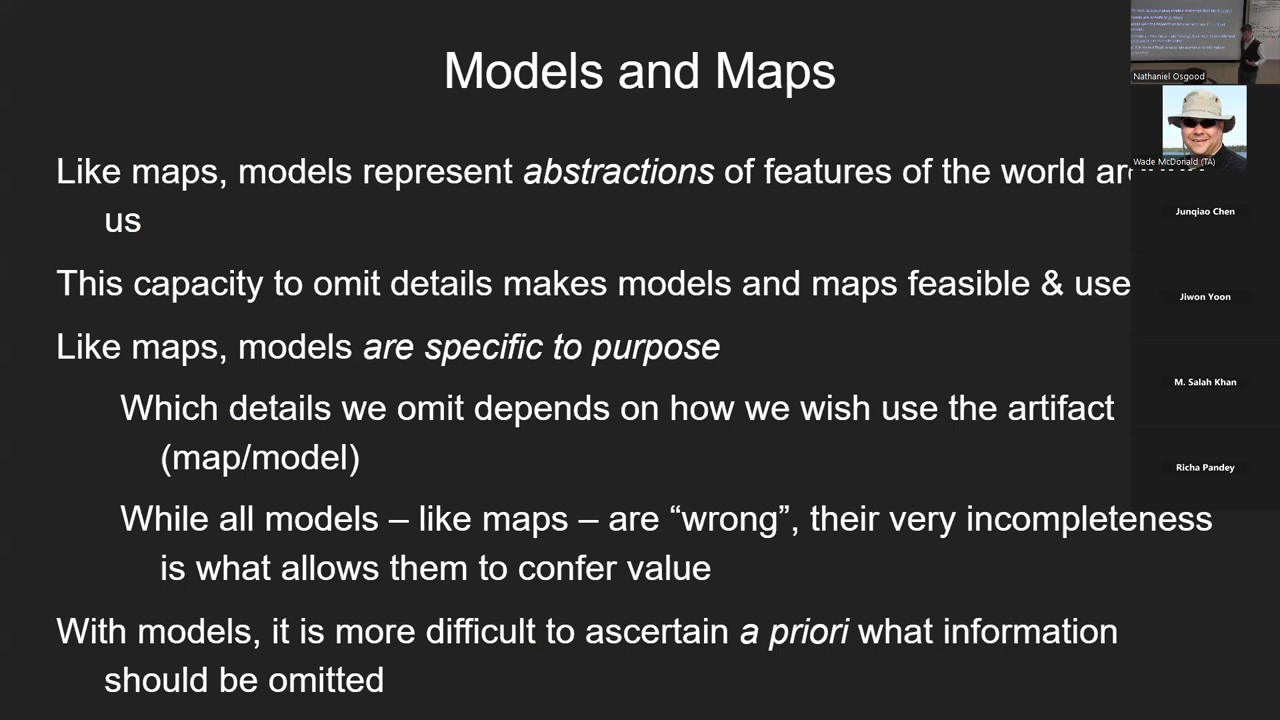 Models and Maps
Nathaniel Osgood
Like maps, models represent abstractions of features of the world around
us
Wade McDonald (TA)
Junqiao Chen
This capacity to omit details makes models and maps feasible & use
Jiwon Yoon
Like maps, models are specific to purpose
M. Salah Khan
Which details we omit depends on how we wish use the artifact
(map/model)
Richa Pandey
While all models – like maps – are “wrong”, their very incompleteness
is what allows them to confer value
With models, it is more difficult to ascertain a priori what information
should be omitted